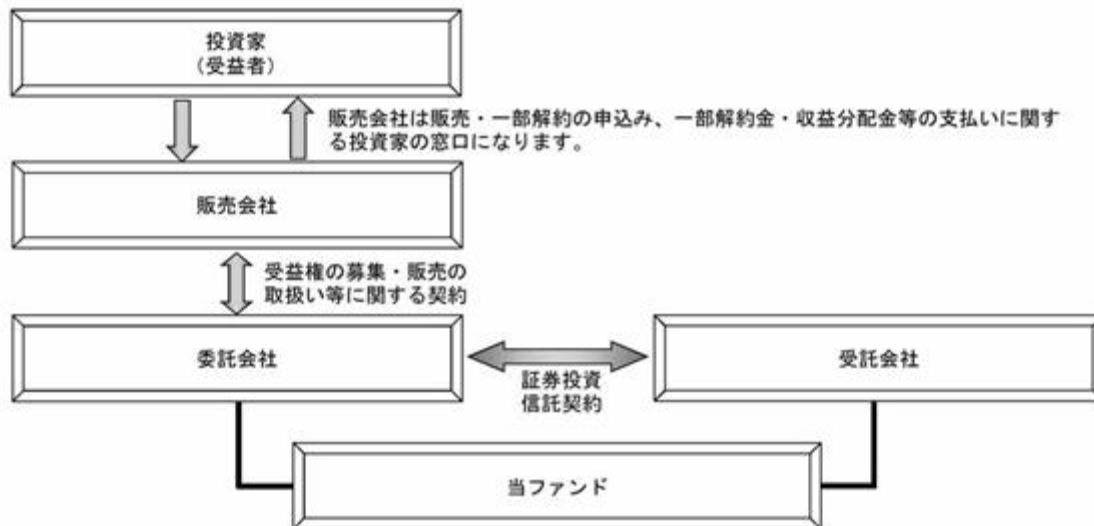 投資家
(受益者)
販売会社は販売・一部解約の申込み、一部解約金・収益分配金等の支払いに関す
る投資家の窓口になります。
販売会社
受益権の募集・販売の
取扱い等に関する契約
委託会社
受託会社
証券投資
信託契約
当ファンド